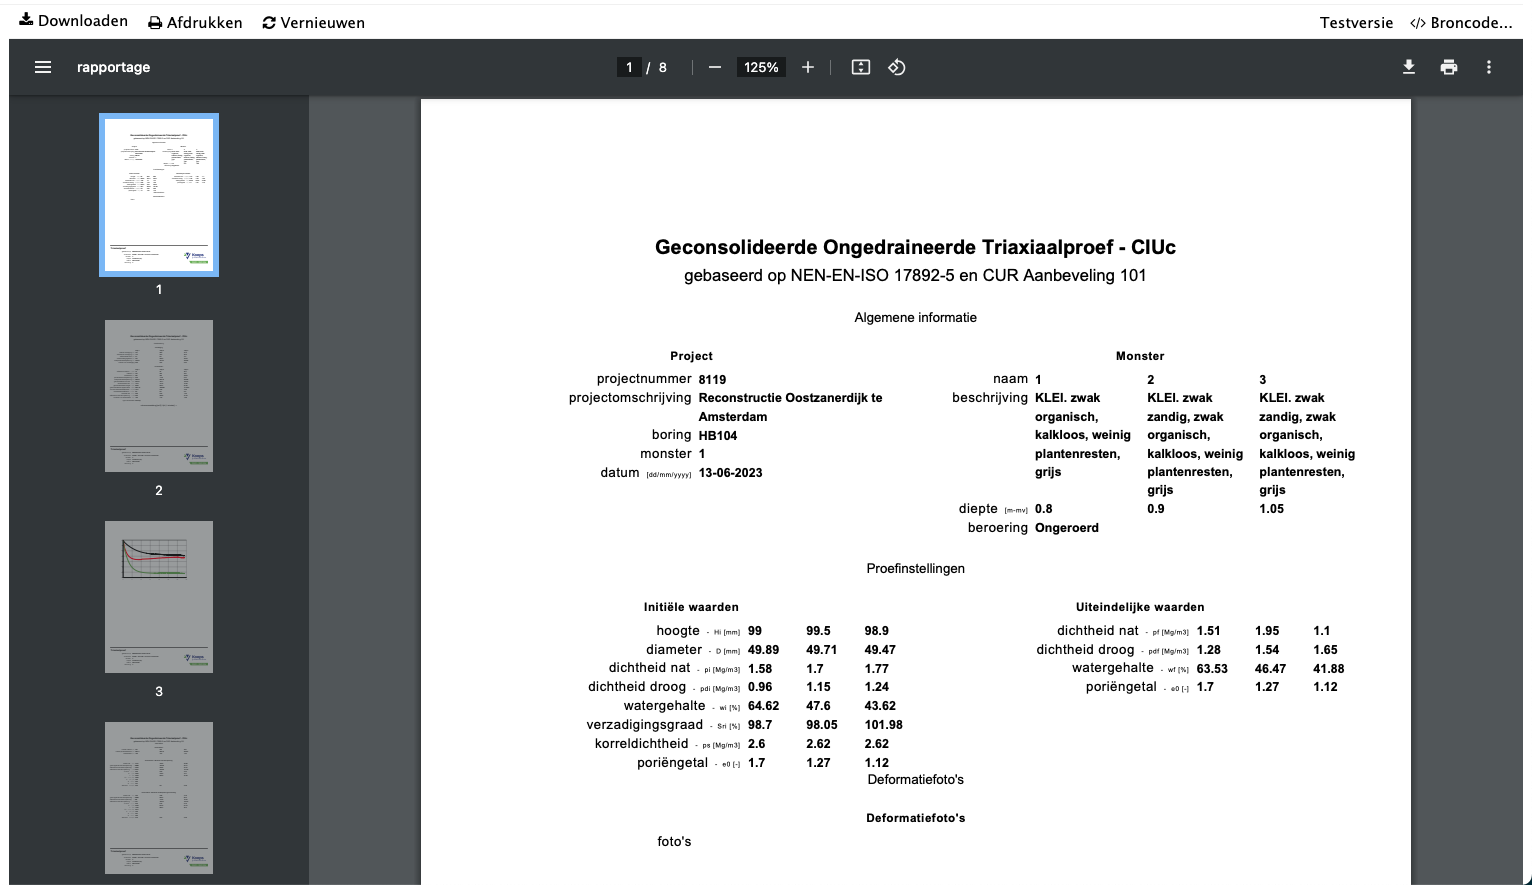 Downloaden Afdrukken Vernieuwen Testversie </> Broncode...
rapportage 1 / 8 125%
1
2
3
Geconsolideerde Ongedraineerde Triaxiaalproef - CIUc
gebaseerd op NEN-EN-ISO 17892-5 en CUR Aanbeveling 101
Algemene informatie
Project
projectnummer 8119
projectomschrijving Reconstructie Oostzanerdijk te
Amsterdam
boring HB104
monster 1
datum [dd/mm/yyyy] 13-06-2023
Monster
naam 1 2 3
beschrijving KLEI. zwak KLEI. zwak KLEI. zwak
organisch, zandig, zwak zandig, zwak
kalkloos, weinig organisch, organisch,
plantenresten, kalkloos, weinig kalkloos, weinig
grijs plantenresten, plantenresten,
grijs grijs
diepte [m-mv] 0.8 0.9 1.05
beroering Ongeroerd
Proefinstellingen
Initiële waarden
hoogte - Hi [mm] 99 99.5 98.9
diameter - D [mm] 49.89 49.71 49.47
dichtheid nat - pi [Mg/m3] 1.58 1.7 1.77
dichtheid droog - pdi [Mg/m3] 0.96 1.15 1.24
watergehalte - wi [%] 64.62 47.6 43.62
verzadigingsgraad - Sri [%] 98.7 98.05 101.98
korreldichtheid - ps [Mg/m3] 2.6 2.62 2.62
poriëngetal - e0 [-] 1.7 1.27 1.12
Uiteindelijke waarden
dichtheid nat - pf [Mg/m3] 1.51 1.95 1.1
dichtheid droog - pdf [Mg/m3] 1.28 1.54 1.65
watergehalte - wf [%] 63.53 46.47 41.88
poriëngetal - e0 [-] 1.7 1.27 1.12
Deformatiefoto's
Deformatiefoto's
foto's